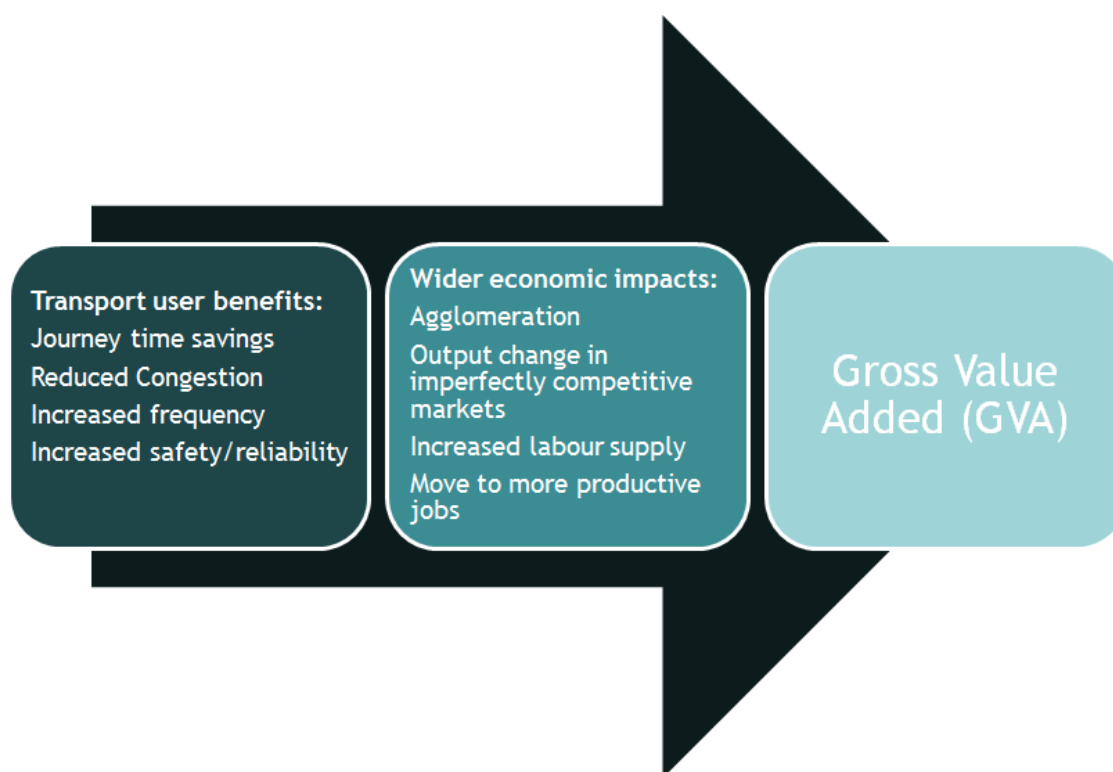 Transport user benefits:
Journey time savings
Reduced Congestion
Increased frequency
Increased safety/reliability
Wider economic impacts:
Agglomeration
Output change in
imperfectly competitive
markets
Increased labour supply
Move to more productive
jobs
Gross Value
Added (GVA)